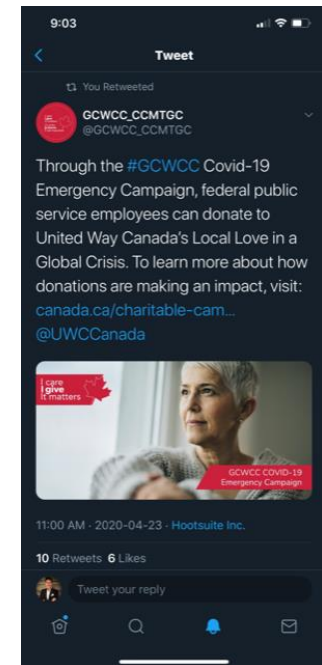 9:03
Tweet
You Retweeted
GCWCC_CCMTGC
@GCWCC_CCMTGC
Through the #GCWCC Covid-19
Emergency Campaign, federal public
service employees can donate to
United Way Canada's Local Love in a
Global Crisis. To learn more about how
donations are making an impact, visit:
canada.ca/charitable-cam...
@UWCCanada
I care
I give
It matters
GCWCC COVID-19
Emergency Campaign
11:00 AM · 2020-04-23 · Hootsuite Inc.
10 Retweets 6 Likes
Tweet your reply